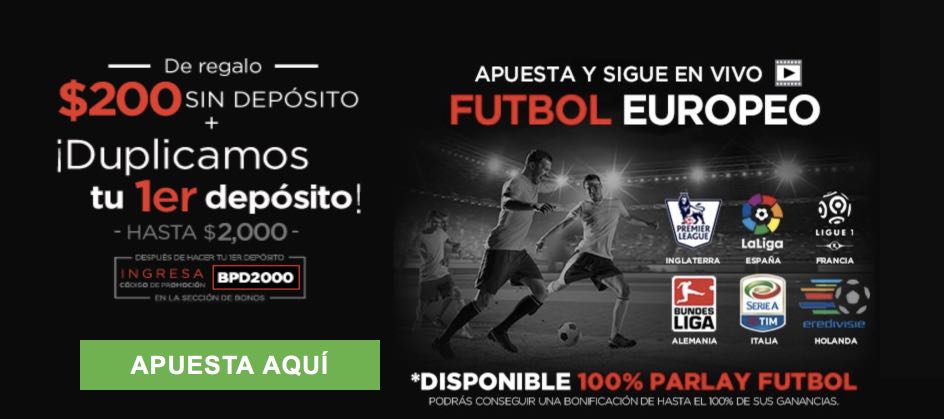 De regalo
$200 SIN DEPÓSITO
+
¡Duplicamos
tu 1er depósito!
- HASTA $2,000 -
DESPUÉS DE HACER TU 1ER DEPÓSITO
INGRESA
CÓDIGO DE PROMOCIÓN
BPD2000
EN LA SECCIÓN DE BONOS
APUESTA AQUÍ
APUESTA Y SIGUE EN VIVO
FUTBOL EUROPEO
PREMIER
LEAGUE
INGLATERRA
LaLiga
ESPAÑA
LIGUE 1
FRANCIA
BUNDES
LIGA
ALEMANIA
SERIE A
TIM
ITALIA
eredivisie
HOLANDA
*DISPONIBLE 100% PARLAY FUTBOL
PODRÁS CONSEGUIR UNA BONIFICACIÓN DE HASTA EL 100% DE SUS GANANCIAS.